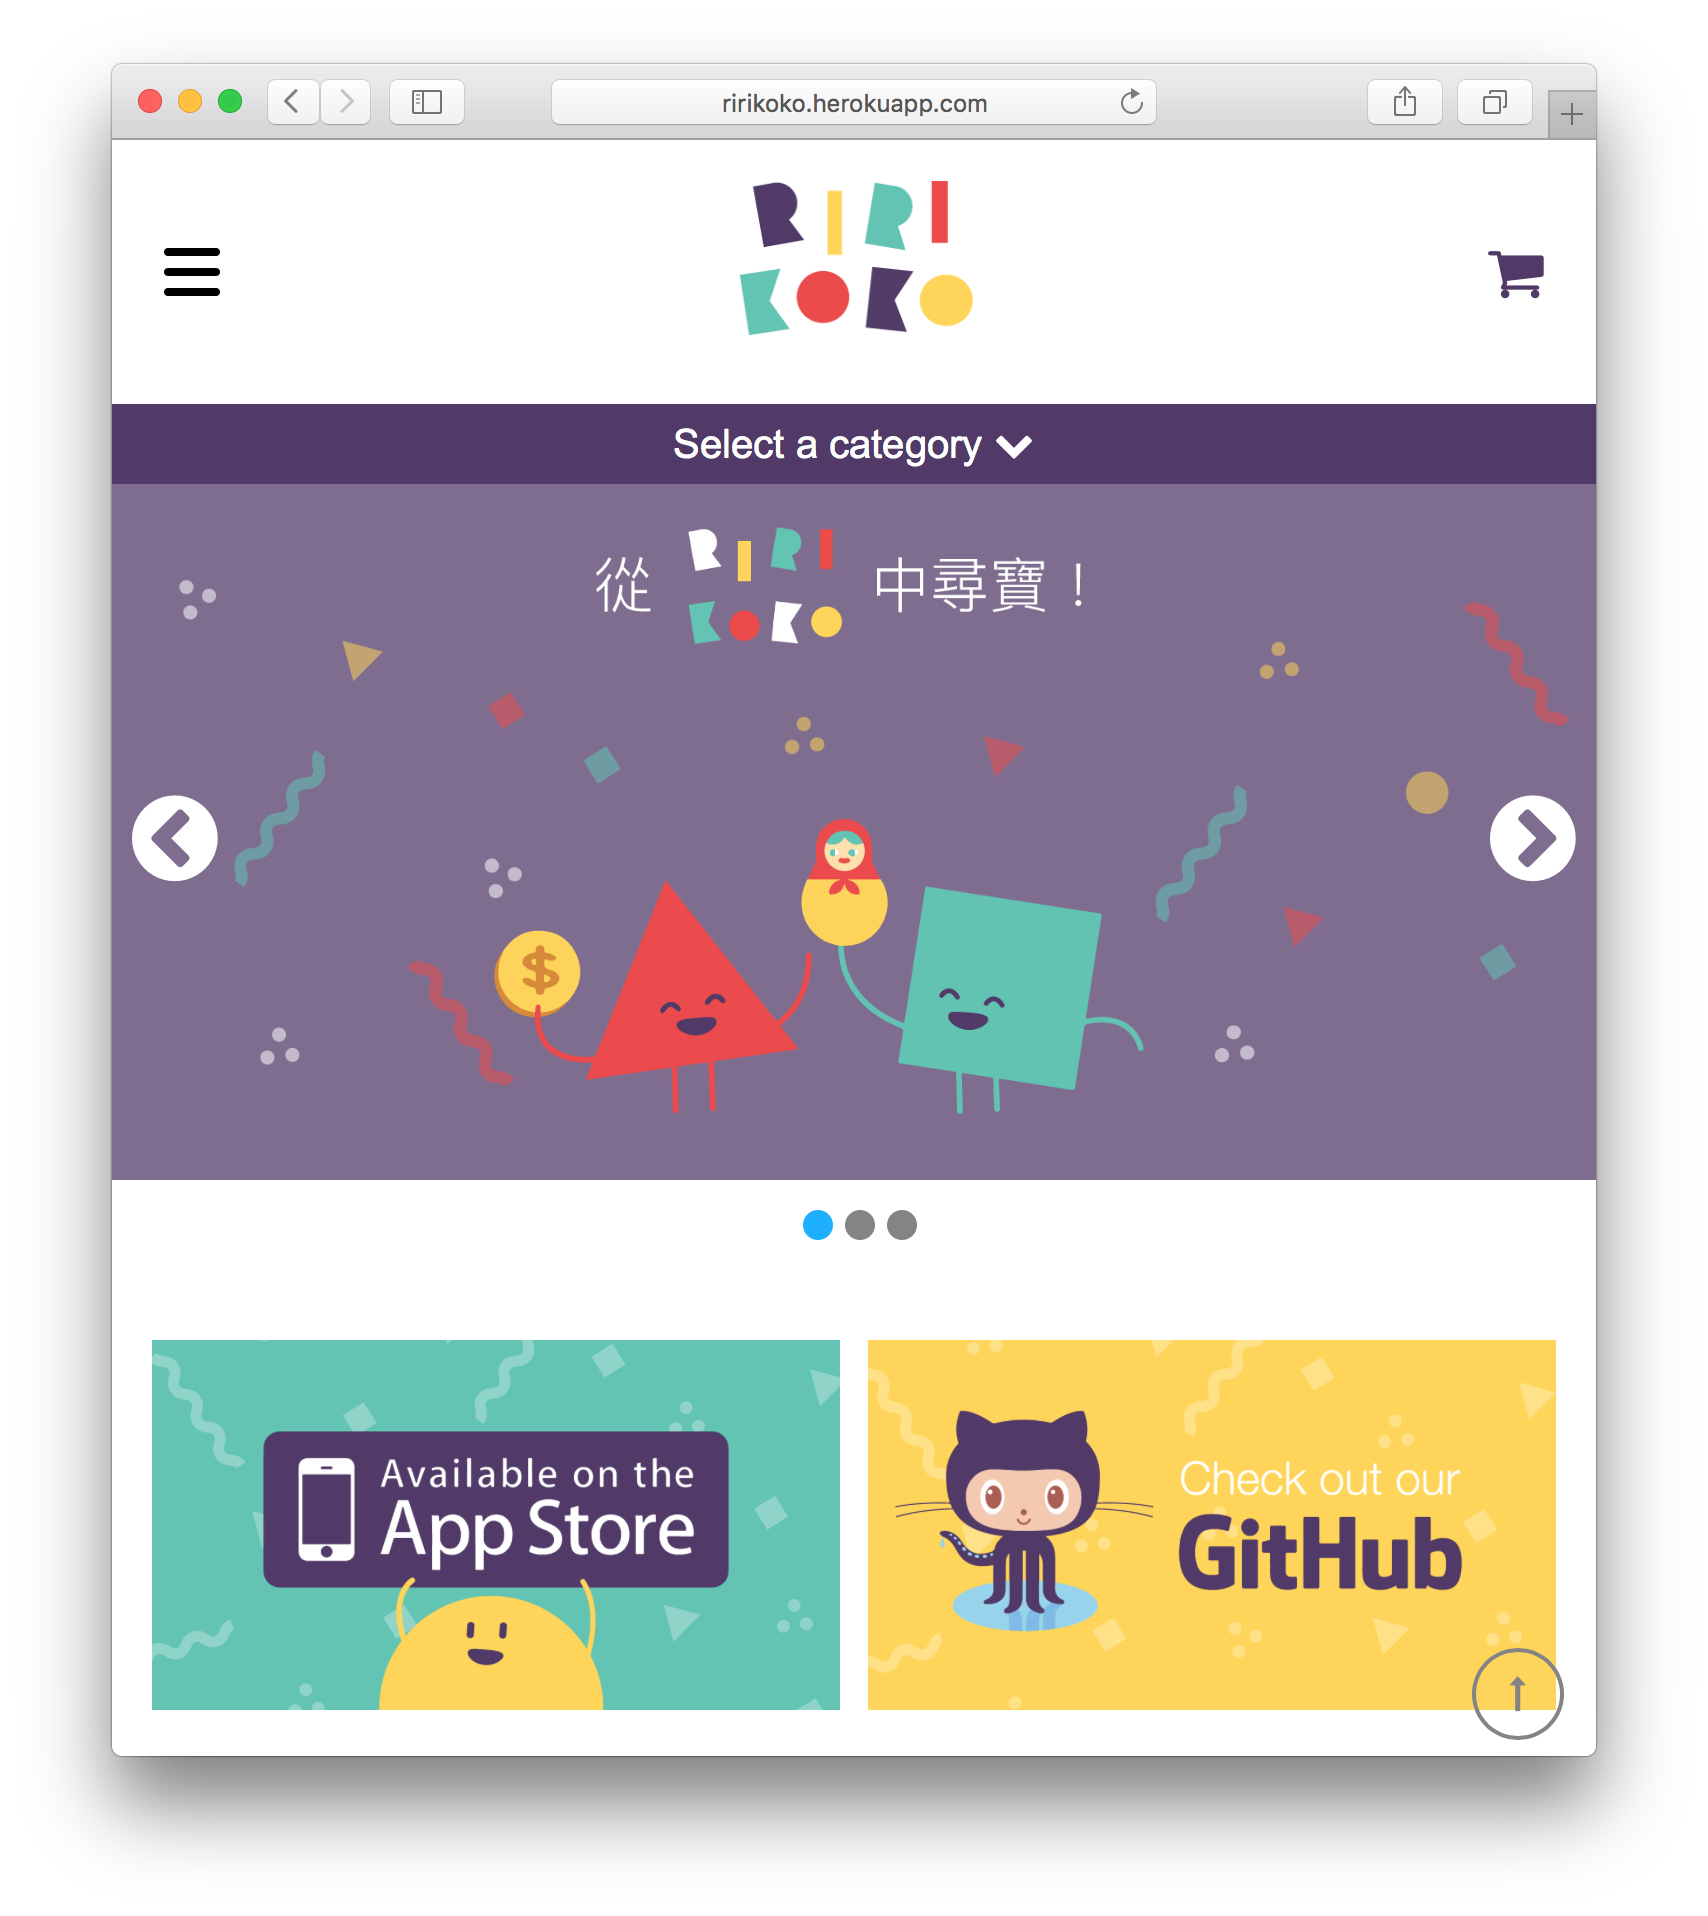 ririkoko.herokuapp.com
RIRI
KOKO
Select a category
從 RIRI KOKO 中尋寶！
$
Available on the
App Store
Check out our
GitHub